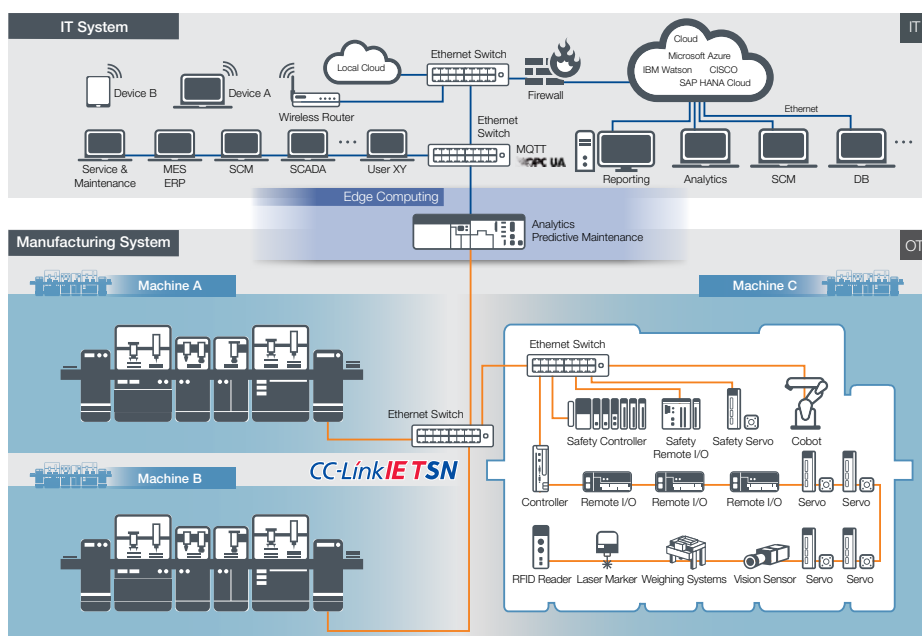 IT System
IT
Ethernet Switch
Cloud
Microsoft Azure
IBM Watson CISCO
SAP HANA Cloud
Local Cloud
Device B
Device A
Wireless Router
Firewall
Ethernet
Ethernet
Switch
MQTT
OPC UA
Service &
Maintenance
MES
ERP
SCM
SCADA
User XY
Reporting
Analytics
SCM
DB
Edge Computing
Analytics
Predictive Maintenance
Manufacturing System
OT
Machine A
Machine C
Ethernet Switch
Ethernet Switch
Safety Controller
Safety
Remote I/O
Safety Servo
Cobot
CC-Link IE TSN
Machine B
Controller
Remote I/O
Remote I/O
Remote I/O
Servo
Servo
RFID Reader
Laser Marker
Weighing Systems
Vision Sensor
Servo
Servo